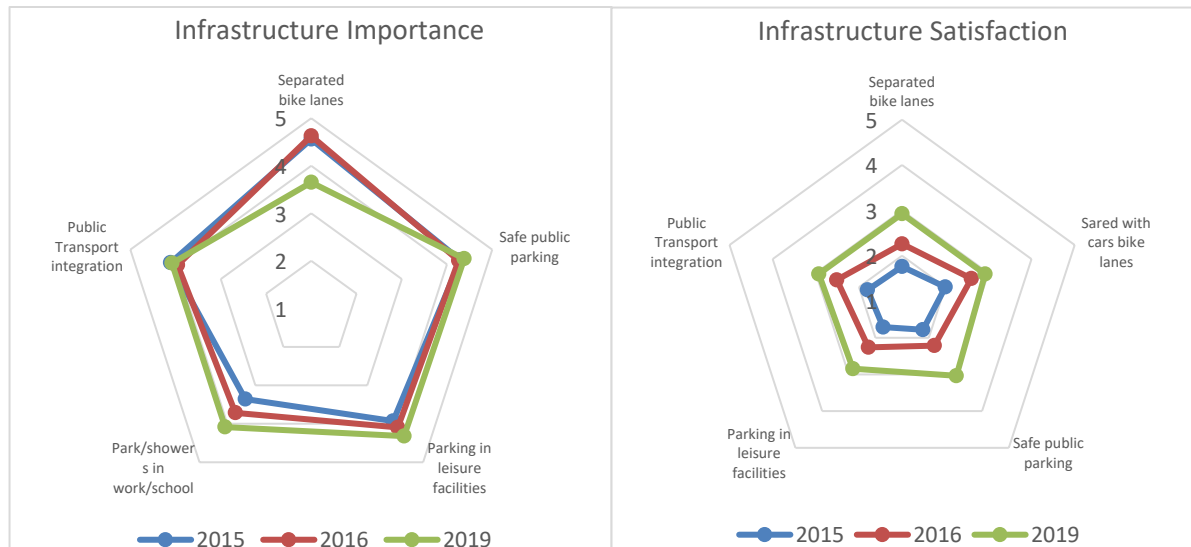 Infrastructure Importance
Separated
bike lanes
5
4
3
2
1
Safe public
parking
Parking in
leisure
facilities
Park/shower
s in
work/school
Public
Transport
integration
2015
2016
2019
Infrastructure Satisfaction
Separated
bike lanes
5
4
3
2
1
Sared with
cars bike
lanes
Safe public
parking
Parking in
leisure
facilities
Public
Transport
integration
2015
2016
2019